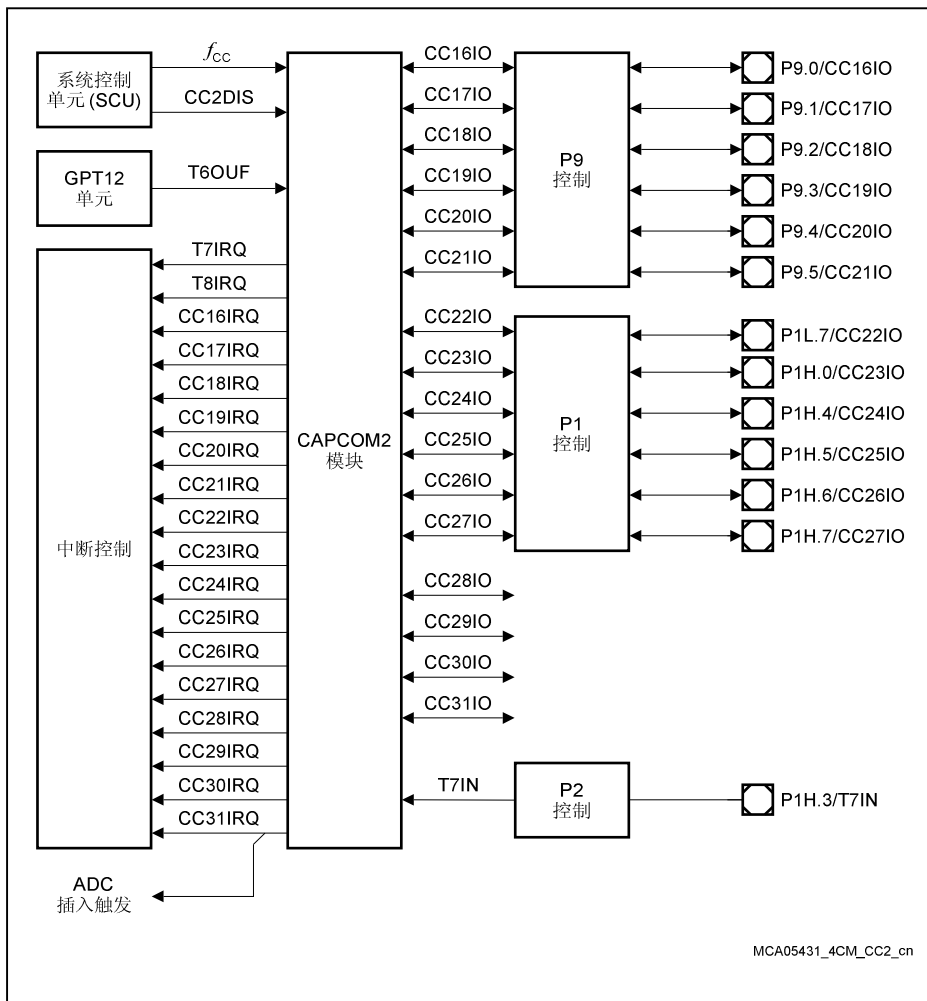 系统控制
单元 (SCU)
fCC
CC2DIS
GPT12
单元
T6OUF
中断控制
T7IRQ
T8IRQ
CC16IRQ
CC17IRQ
CC18IRQ
CC19IRQ
CC20IRQ
CC21IRQ
CC22IRQ
CC23IRQ
CC24IRQ
CC25IRQ
CC26IRQ
CC27IRQ
CC28IRQ
CC29IRQ
CC30IRQ
CC31IRQ
ADC
插入触发
CAPCOM2
模块
CC16IO
CC17IO
CC18IO
CC19IO
CC20IO
CC21IO
CC22IO
CC23IO
CC24IO
CC25IO
CC26IO
CC27IO
CC28IO
CC29IO
CC30IO
CC31IO
T7IN
P9
控制
P1
控制
P2
控制
P9.0/CC16IO
P9.1/CC17IO
P9.2/CC18IO
P9.3/CC19IO
P9.4/CC20IO
P9.5/CC21IO
P1L.7/CC22IO
P1H.0/CC23IO
P1H.4/CC24IO
P1H.5/CC25IO
P1H.6/CC26IO
P1H.7/CC27IO
P1H.3/T7IN
MCA05431_4CM_CC2_cn